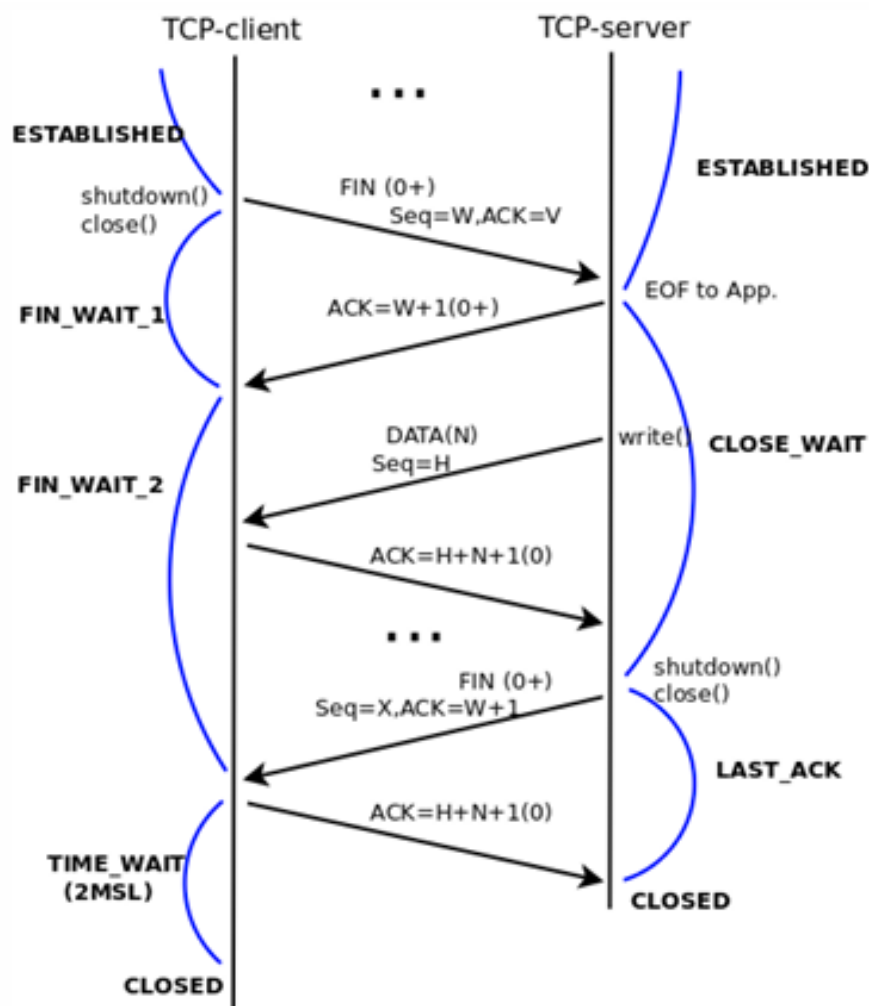 TCP-client
TCP-server
...
ESTABLISHED
ESTABLISHED
FIN (0+)
shutdown()
close()
Seq=W,ACK=V
EOF to App.
ACK=W+1(0+)
FIN_WAIT_1
DATA(N)
write()
CLOSE_WAIT
Seq=H
FIN_WAIT_2
ACK=H+N+1(0)
...
shutdown()
close()
FIN (0+)
Seq=X,ACK=W+1
LAST_ACK
ACK=H+N+1(0)
TIME_WAIT
(2MSL)
CLOSED
CLOSED